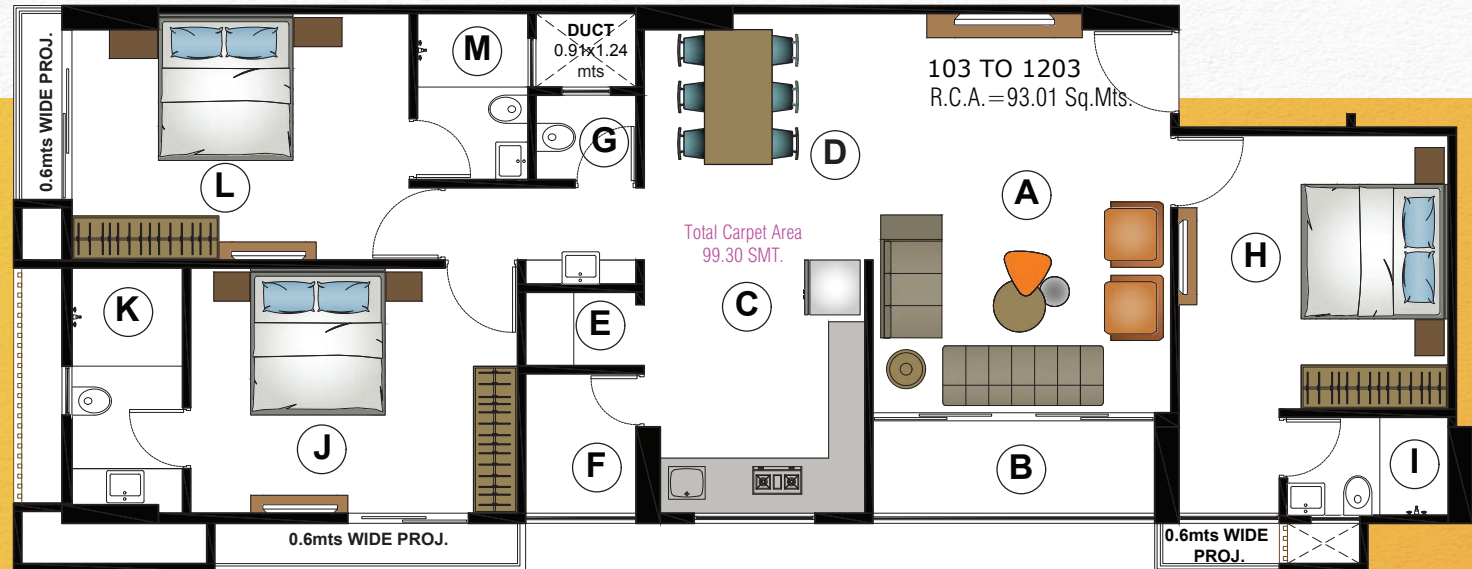 0.6mts WIDE PROJ.
M
DUCT
0.91x1.24
mts
103 TO 1203
R.C.A.=93.01 Sq.Mts.
G
D
L
A
Total Carpet Area
99.30 SMT.
H
K
E
C
J
F
B
I
0.6mts WIDE PROJ.
0.6mts WIDE
PROJ.